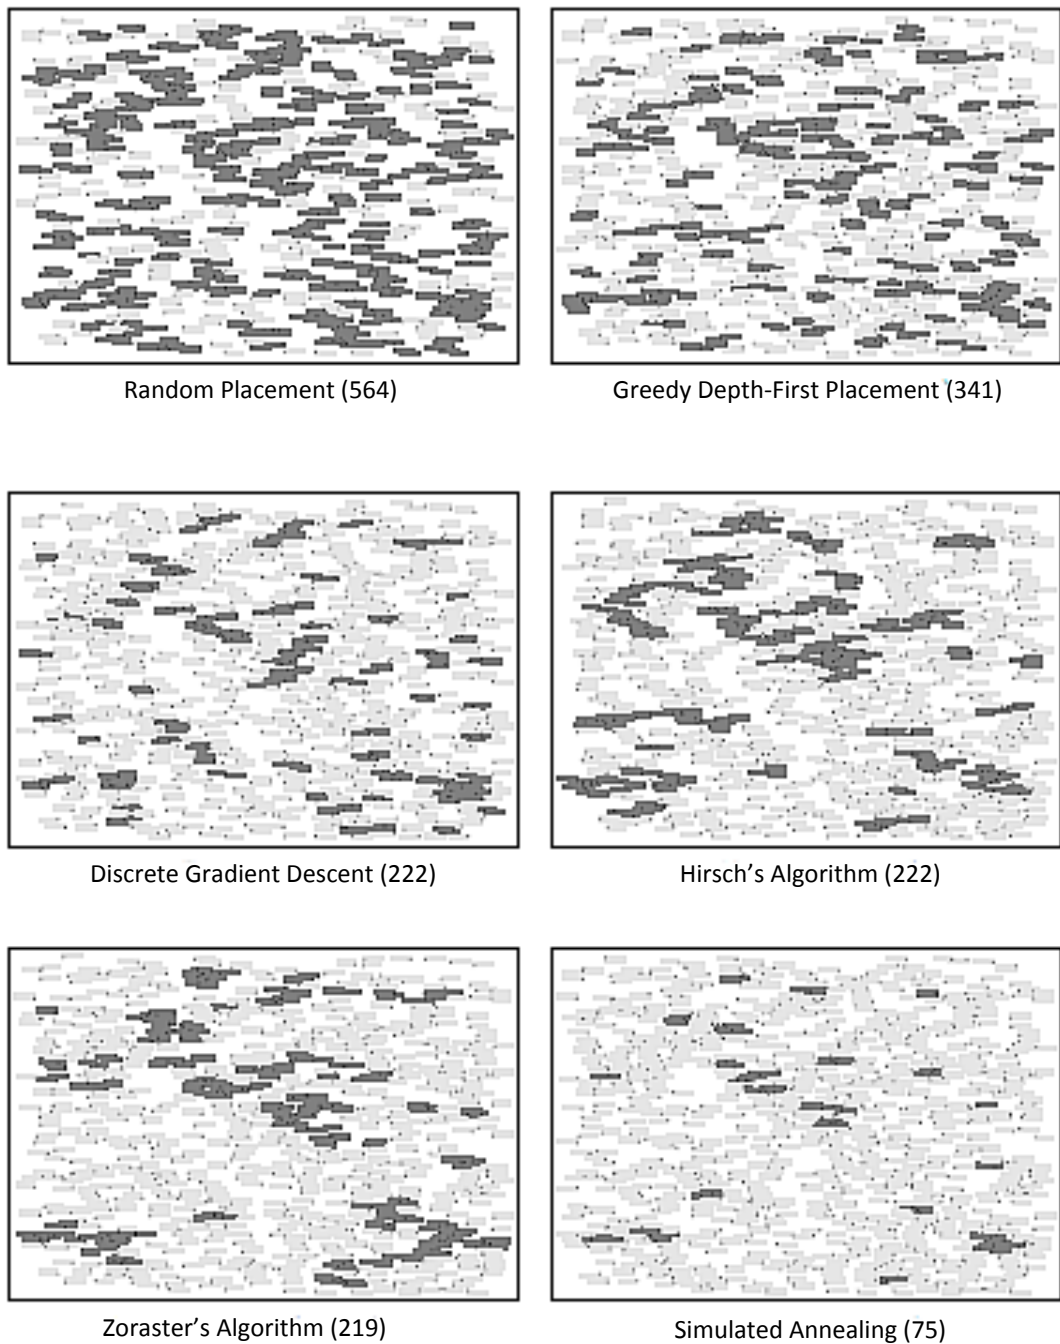 Random Placement (564)
Greedy Depth-First Placement (341)
Discrete Gradient Descent (222)
Hirsch's Algorithm (222)
Zoraster's Algorithm (219)
Simulated Annealing (75)